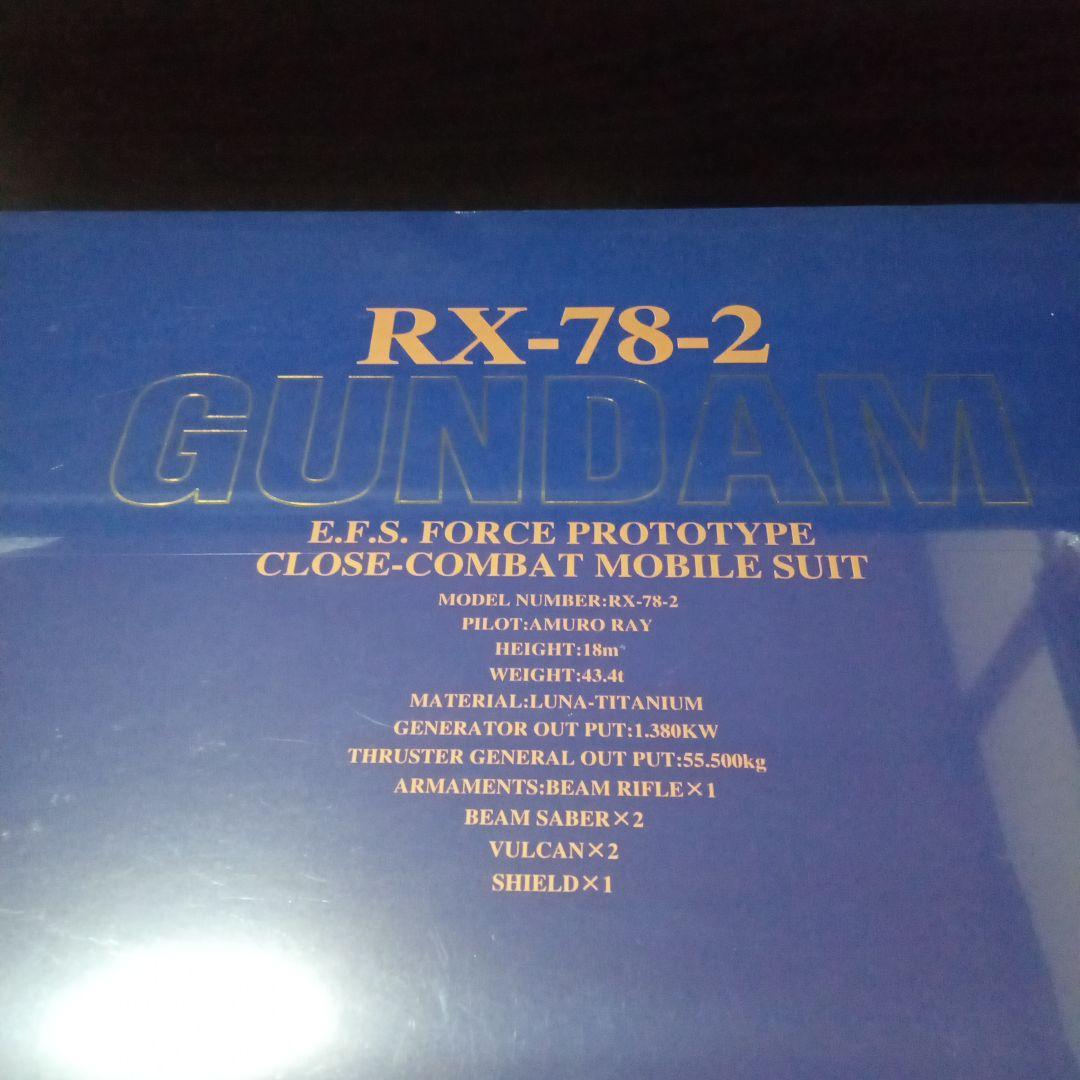 RX-78-2
GUNDAM
E.F.S. FORCE PROTOTYPE
CLOSE-COMBAT MOBILE SUIT
MODEL NUMBER:RX-78-2
PILOT:AMURO RAY
HEIGHT:18m
WEIGHT:43.4t
MATERIAL:LUNA-TITANIUM
GENERATOR OUT PUT:1.380KW
THRUSTER GENERAL OUT PUT:55.500kg
ARMAMENTS:BEAM RIFLE×1
BEAM SABER×2
VULCAN×2
SHIELD×1